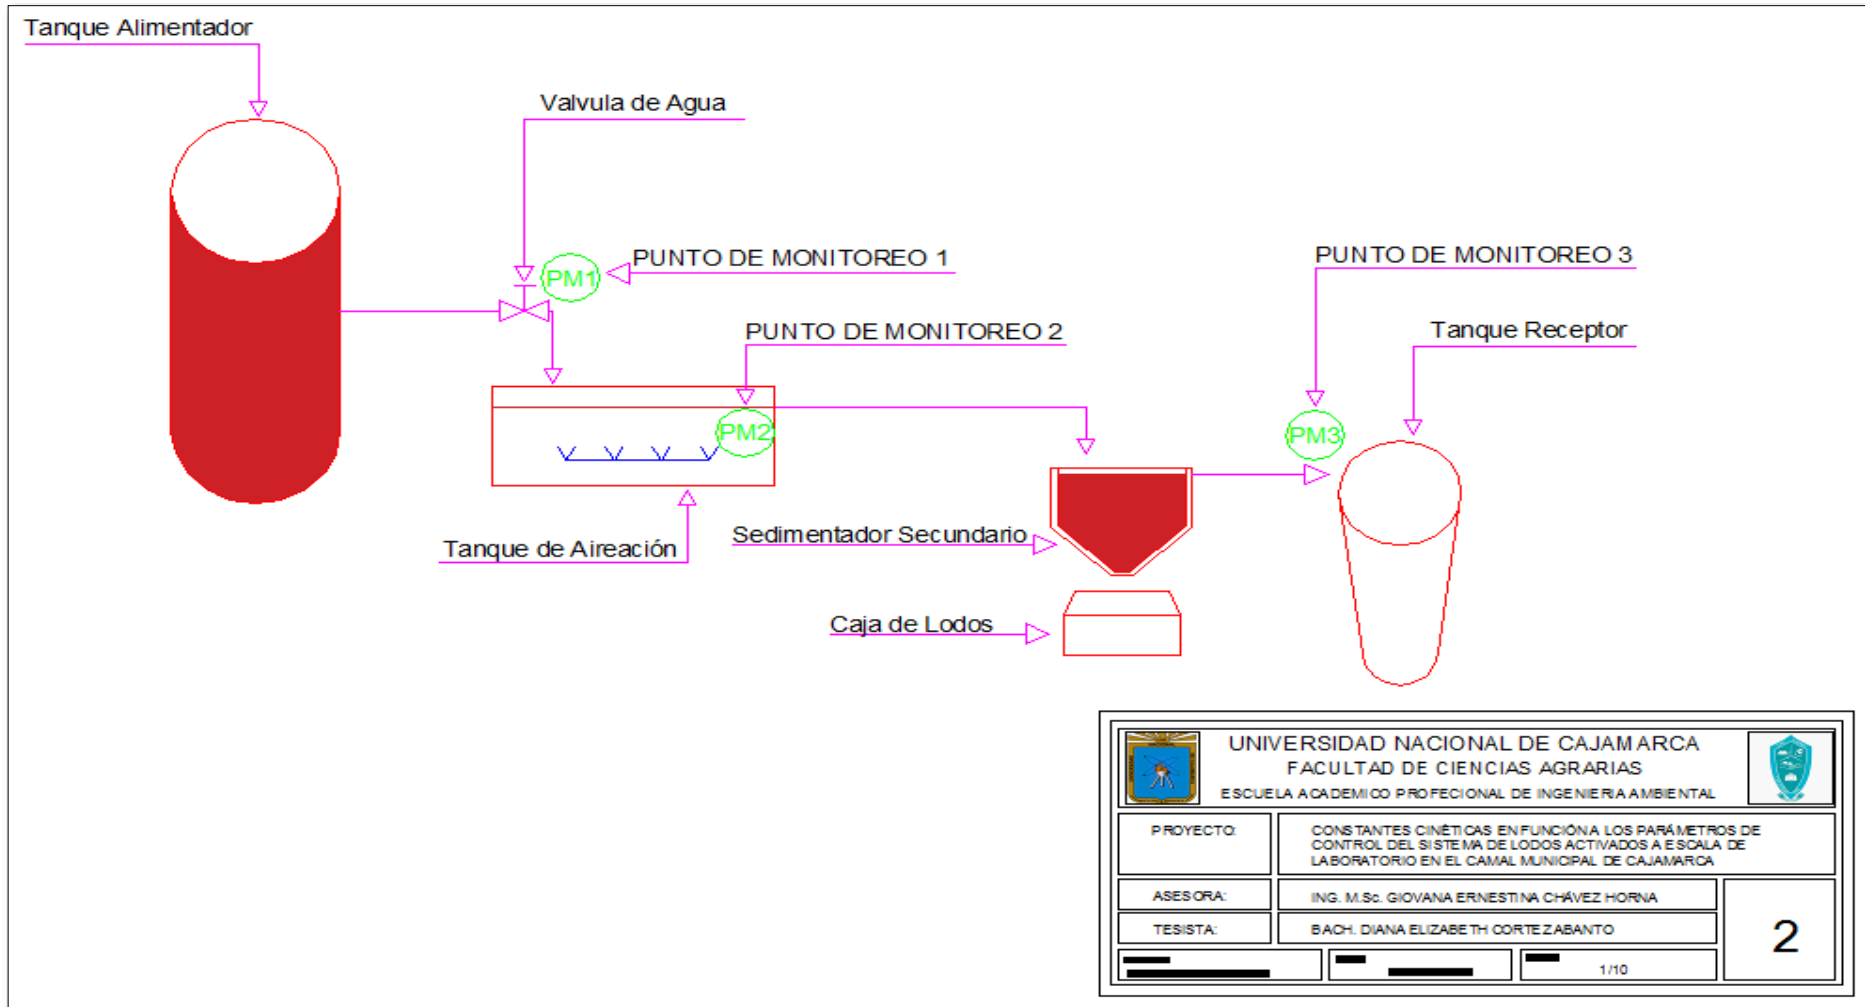 Tanque Alimentador
Valvula de Agua
PM1
PUNTO DE MONITOREO 1
PUNTO DE MONITOREO 3
PUNTO DE MONITOREO 2
Tanque Receptor
PM2
PM3
Tanque de Aireación
Sedimentador Secundario
Caja de Lodos
UNIVERSIDAD NACIONAL DE CAJAMARCA
FACULTAD DE CIENCIAS AGRARIAS
ESCUELA ACADEMICO PROFECIONAL DE INGENIERIA AMBIENTAL
PROYECTO:
CONSTANTES CINÉTICAS EN FUNCIÓN A LOS PARÁMETROS DE
CONTROL DEL SISTEMA DE LODOS ACTIVADOS A ESCALA DE
LABORATORIO EN EL CAMAL MUNICIPAL DE CAJAMARCA
ASESORA:
ING. M.Sc. GIOVANA ERNESTINA CHÁVEZ HORNA
TESISTA:
BACH. DIANA ELIZABETH CORTEZ ABANTO
2
1/10